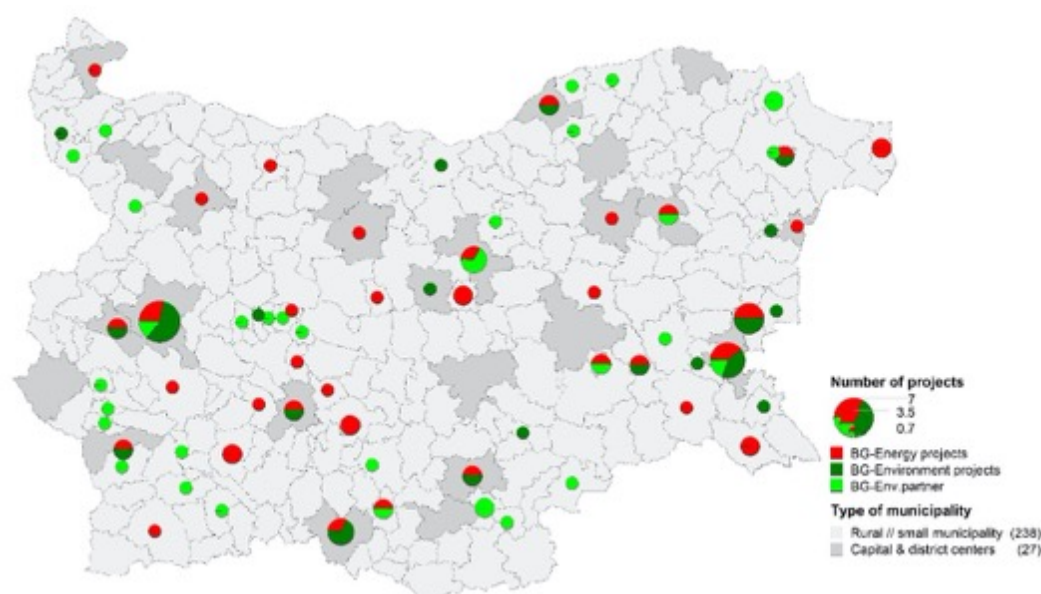 Number of projects
7
3.5
0.7
BG-Energy projects
BG-Environment projects
BG-Env.partner
Type of municipality
Rural // small municipality (238)
Capital & district centers (27)